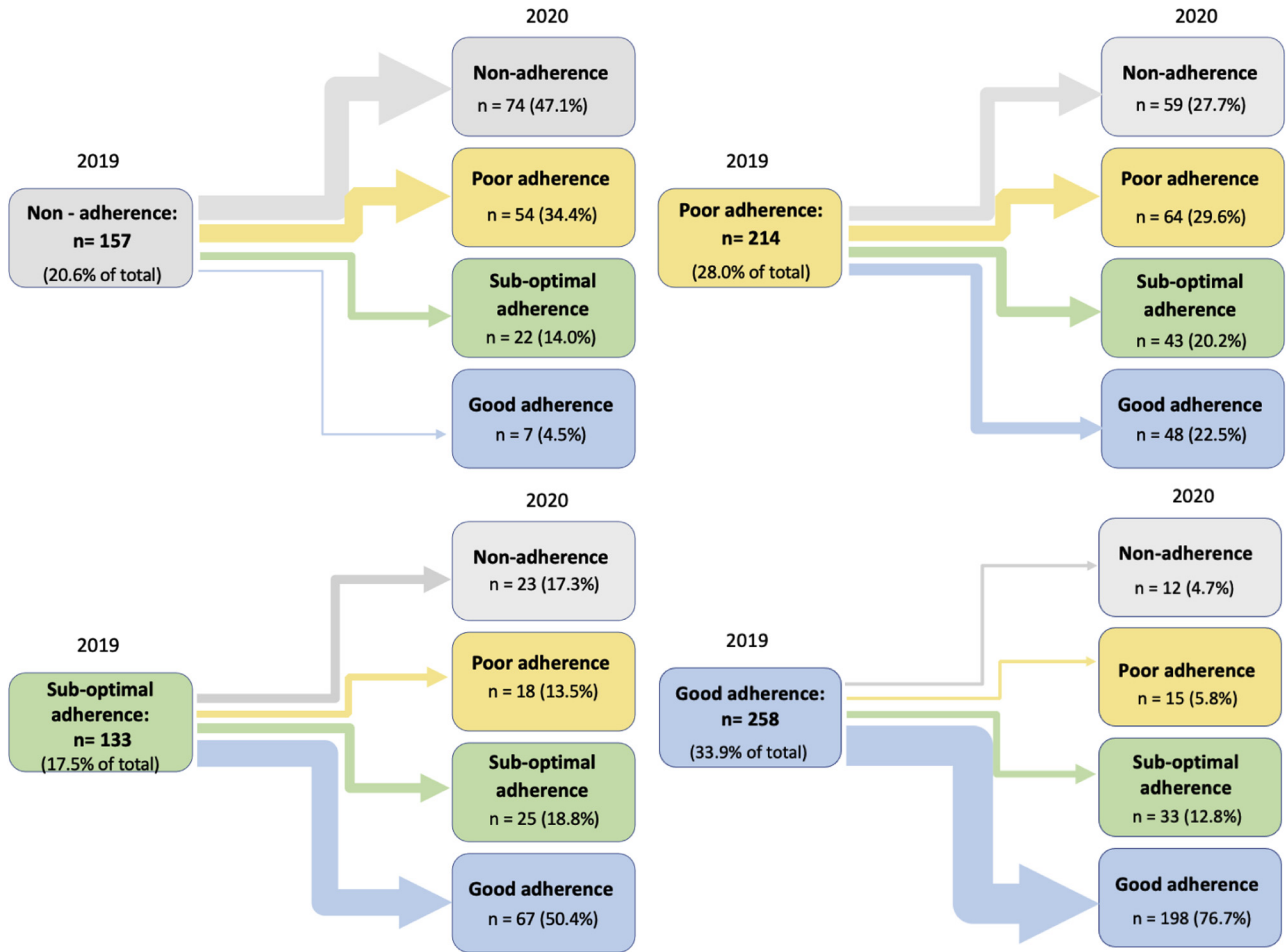 2020
Non-adherence
n = 74 (47.1%)
2019
Non - adherence:
n= 157
(20.6% of total)
Poor adherence
n = 54 (34.4%)
Sub-optimal
adherence
n = 22 (14.0%)
Good adherence
n = 7 (4.5%)
2020
Non-adherence
n = 59 (27.7%)
2019
Poor adherence:
n= 214
(28.0% of total)
Poor adherence
n = 64 (29.6%)
Sub-optimal
adherence
n = 43 (20.2%)
Good adherence
n = 48 (22.5%)
2020
Non-adherence
n = 23 (17.3%)
2019
Sub-optimal
adherence:
n= 133
(17.5% of total)
Poor adherence
n = 18 (13.5%)
Sub-optimal
adherence
n = 25 (18.8%)
Good adherence
n = 67 (50.4%)
2020
Non-adherence
n = 12 (4.7%)
2019
Good adherence:
n= 258
(33.9% of total)
Poor adherence
n = 15 (5.8%)
Sub-optimal
adherence
n = 33 (12.8%)
Good adherence
n = 198 (76.7%)